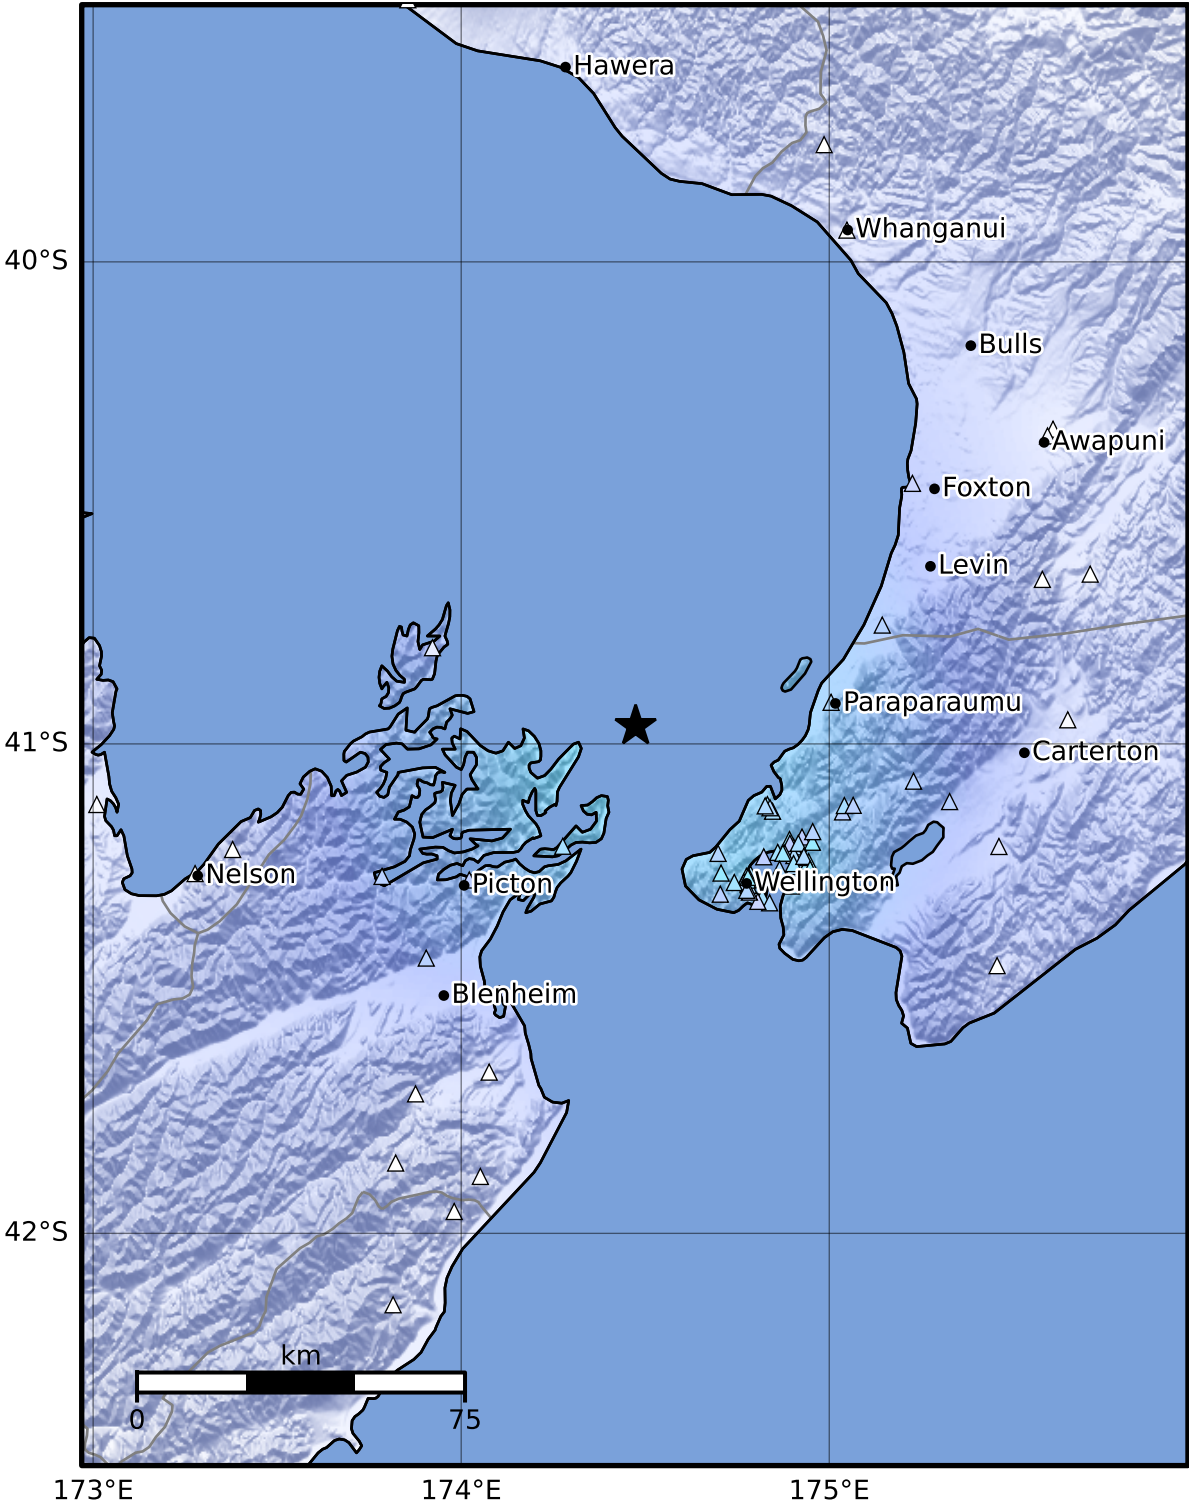 Hawera
Whanganui
40°S
Bulls
Awapuni
Foxton
Levin
Paraparaumu
41°S
Carterton
Nelson
Picton
Wellington
Blenheim
42°S
km
0
75
173°E
174°E
175°E